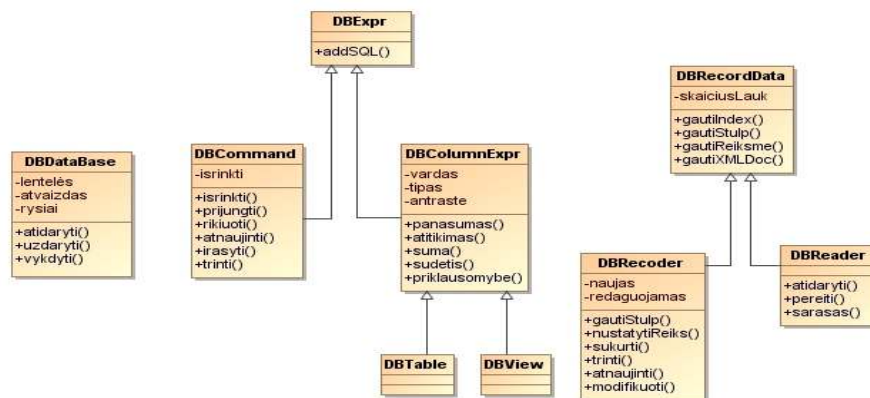 DBExpr
+addSQL()
DBRecordData
-skaiciusLauk
+gautiIndex()
+gautiStulp()
+gautiReiksme()
+gautiXMLDoc()
DBDataBase
-lentelės
-atvaizdas
-rysiai
+atidaryti()
+uzdaryti()
+vykdyti()
DBCommand
-isrinkti
+isrinkti()
+prijungti()
+rikiuoti()
+atnaujinti()
+irasyti()
+trinti()
DBColumnExpr
-vardas
-tipas
-antraste
+panasumas()
+atitikimas()
+suma()
+sudetis()
+priklausomybe()
DBRecoder
-naujas
-redaguojamas
+gautiStulp()
+nustatytiReiks()
+sukurti()
+trinti()
+atnaujinti()
+modifikuoti()
DBReader
+atidaryti()
+pereiti()
+sarasas()
DBTable
DBView